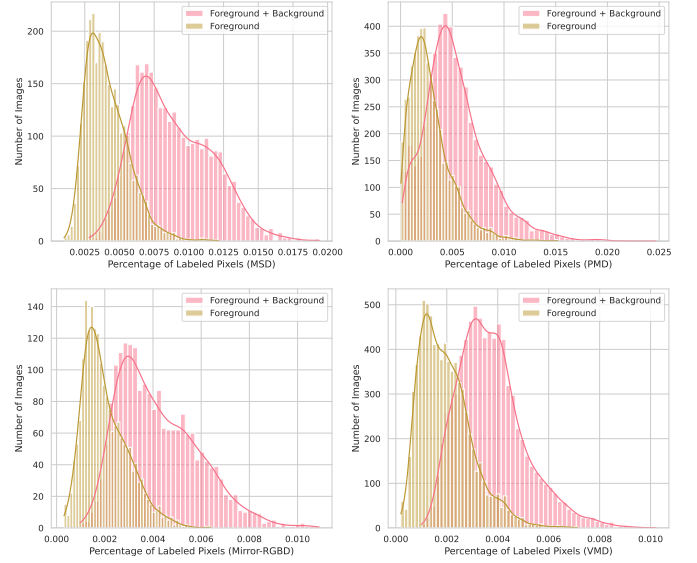 Foreground + Background
Foreground
200
150
100
50
0
Number of Images
0.0025 0.0050 0.0075 0.0100 0.0125 0.0150 0.0175 0.0200
Percentage of Labeled Pixels (MSD)
Foreground + Background
Foreground
400
350
300
250
200
150
100
50
0
Number of Images
0.000 0.005 0.010 0.015 0.020 0.025
Percentage of Labeled Pixels (PMD)
Foreground + Background
Foreground
140
120
100
80
60
40
20
0
Number of Images
0.000 0.002 0.004 0.006 0.008 0.010
Percentage of Labeled Pixels (Mirror-RGBD)
Foreground + Background
Foreground
500
400
300
200
100
0
Number of Images
0.000 0.002 0.004 0.006 0.008 0.010
Percentage of Labeled Pixels (VMD)